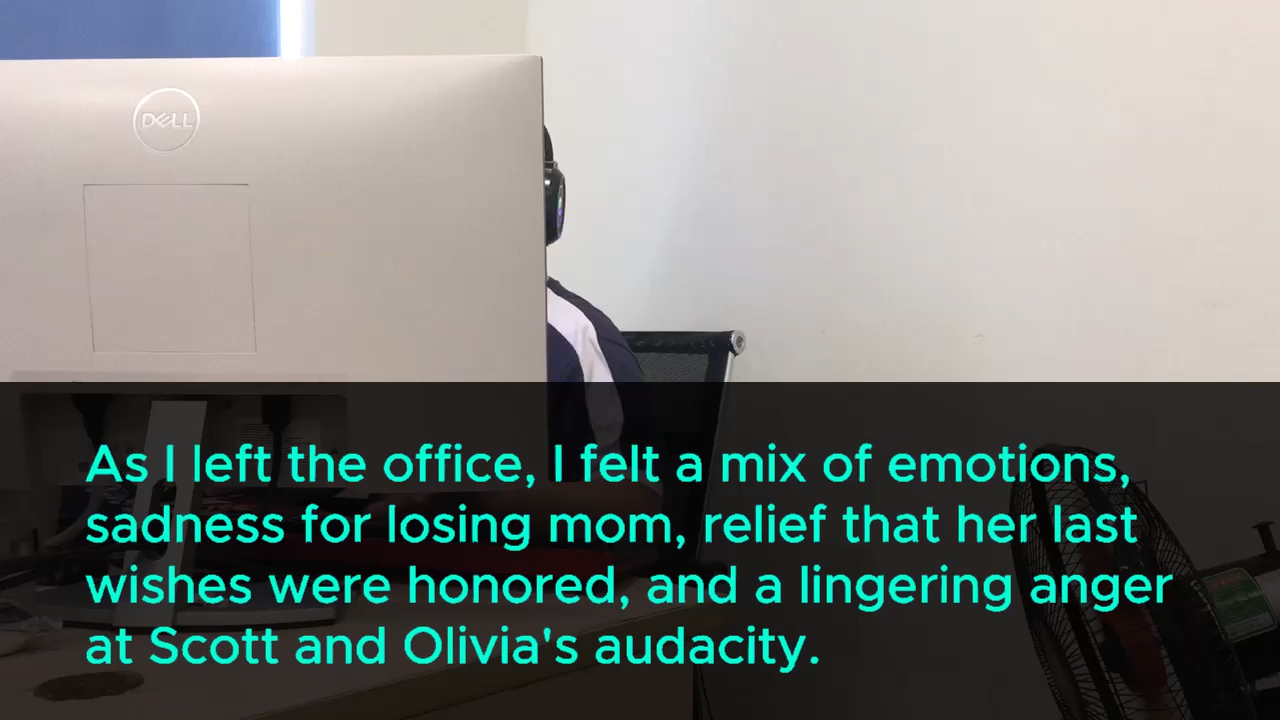 DELL
As I left the office, I felt a mix of emotions,
sadness for losing mom, relief that her last
wishes were honored, and a lingering anger
at Scott and Olivia's audacity.